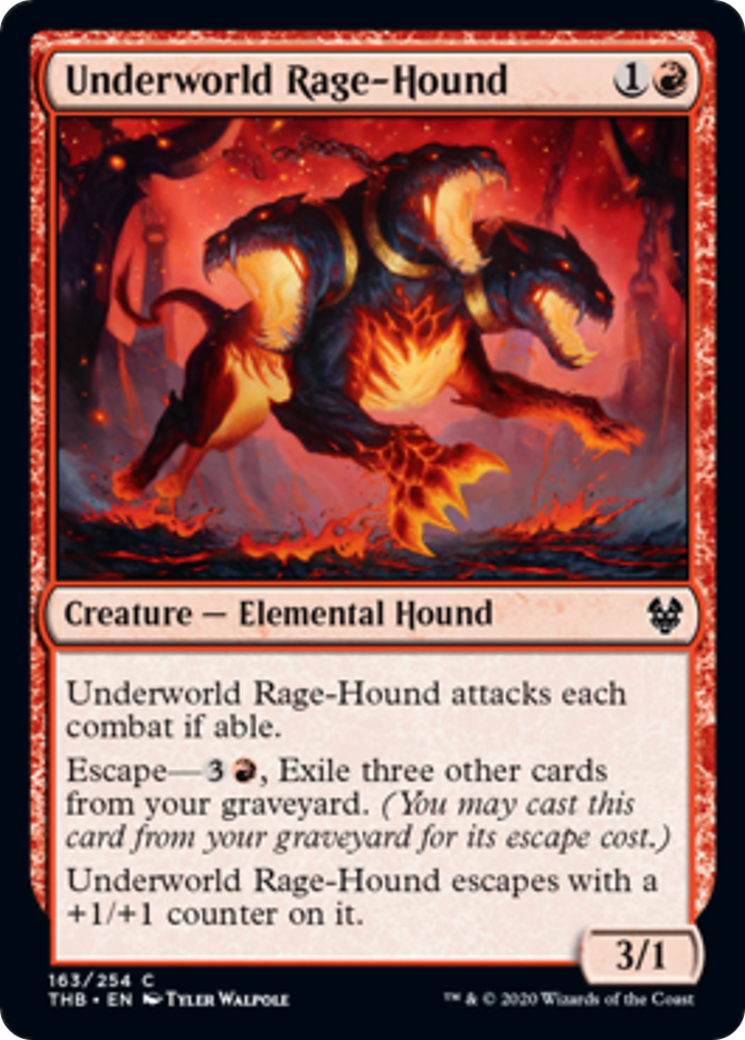 Underworld Rage-Hound 1
Creature — Elemental Hound
Underworld Rage-Hound attacks each
combat if able.
Escape—3, Exile three other cards
from your graveyard. (You may cast this
card from your graveyard for its escape cost.)
Underworld Rage-Hound escapes with a
+1/+1 counter on it.
3/1
163/254 C
THB • EN Tyler Walpole
™ & © 2020 Wizards of the Coast